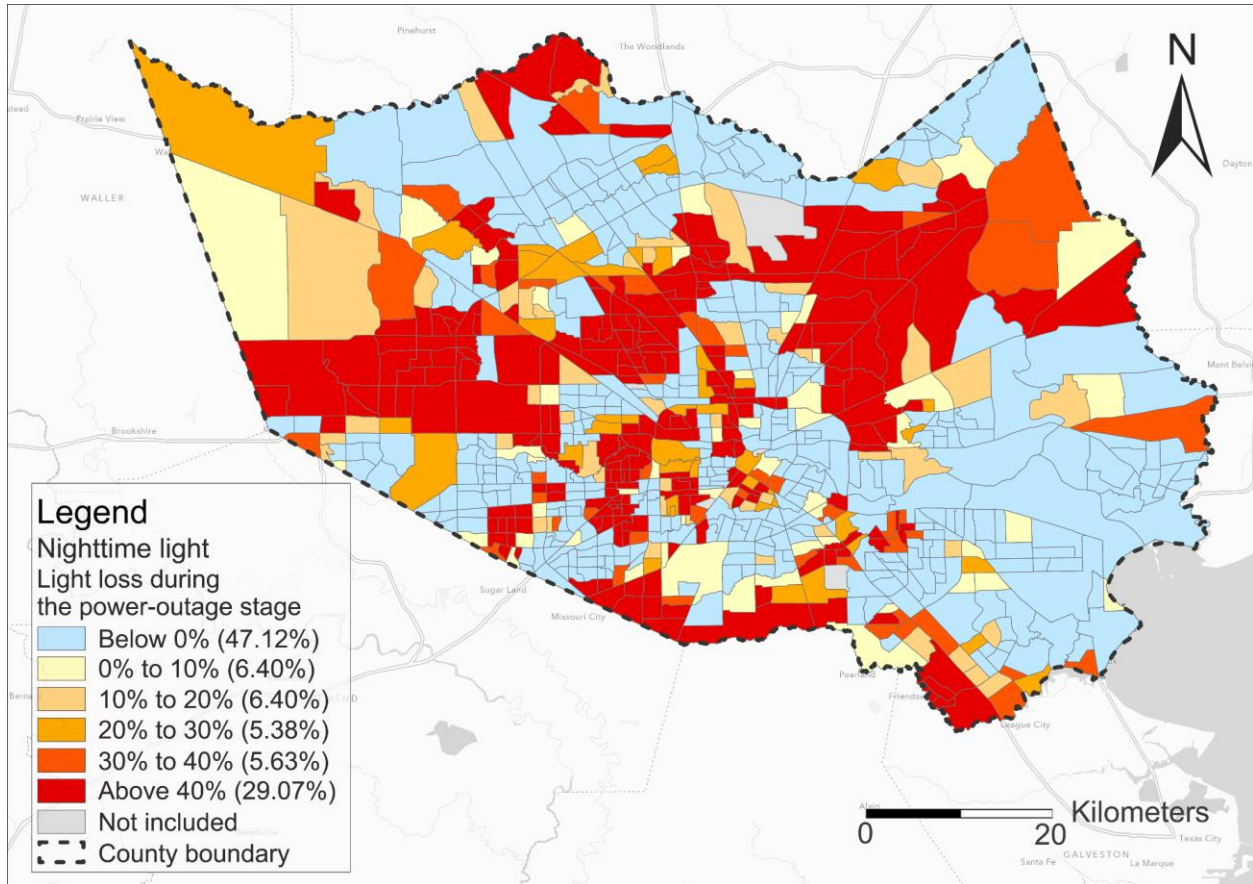 Pinehurst
The Woodlands
N
Prairie View
Dayton
WALLER
Mont Belvi
Brookshire
Legend
Nighttime light
Light loss during
the power-outage stage
Below 0% (47.12%)
0% to 10% (6.40%)
10% to 20% (6.40%)
20% to 30% (5.38%)
30% to 40% (5.63%)
Above 40% (29.07%)
Not included
County boundary
Sugar Land
Missouri City
Pearland
Friends
League City
Alvin
Kilometers
0
20
Texas City
GALVESTON
Santa Fe
La Marque